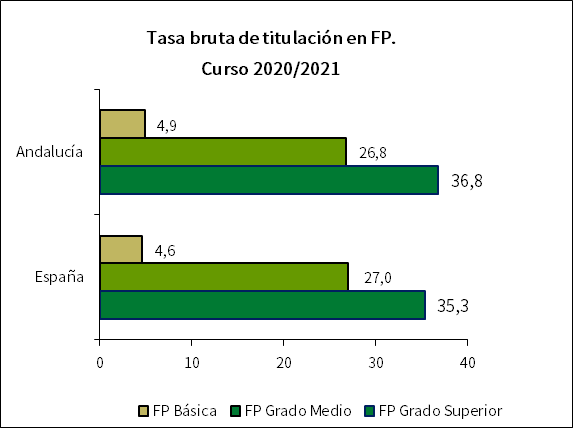 Tasa bruta de titulación en FP.
Curso 2020/2021
4,9
Andalucía
26,8
36,8
4,6
España
27,0
35,3
0 10 20 30 40
FP Básica FP Grado Medio FP Grado Superior